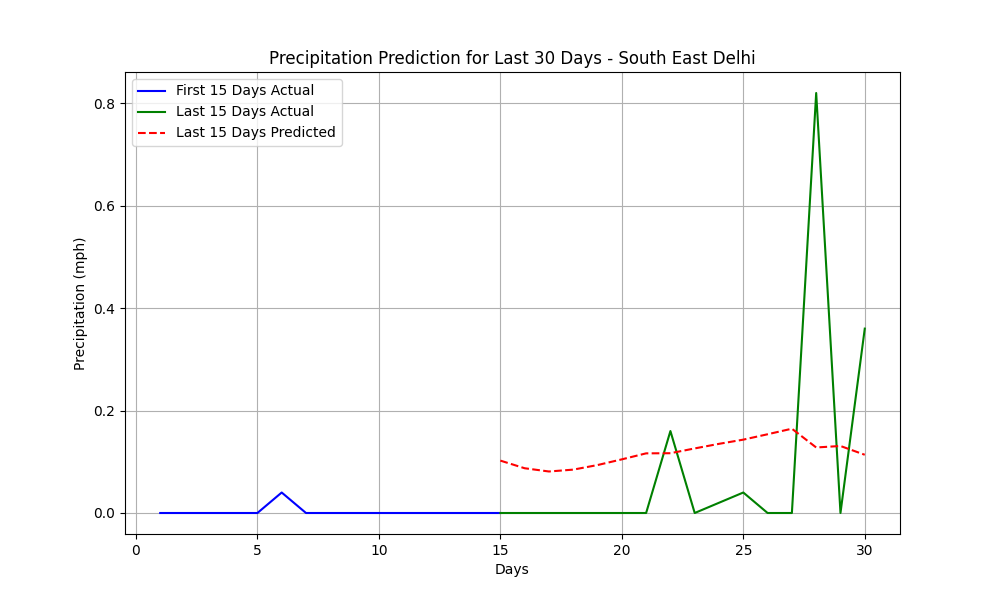 Precipitation Prediction for Last 30 Days - South East Delhi
First 15 Days Actual
Last 15 Days Actual
Last 15 Days Predicted
Precipitation (mph)
0.8
0.6
0.4
0.2
0.0
0 5 10 15 20 25 30
Days